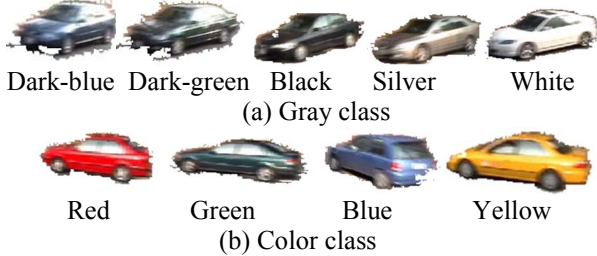 Dark-blue Dark-green Black Silver White
(a) Gray class
Red Green Blue Yellow
(b) Color class